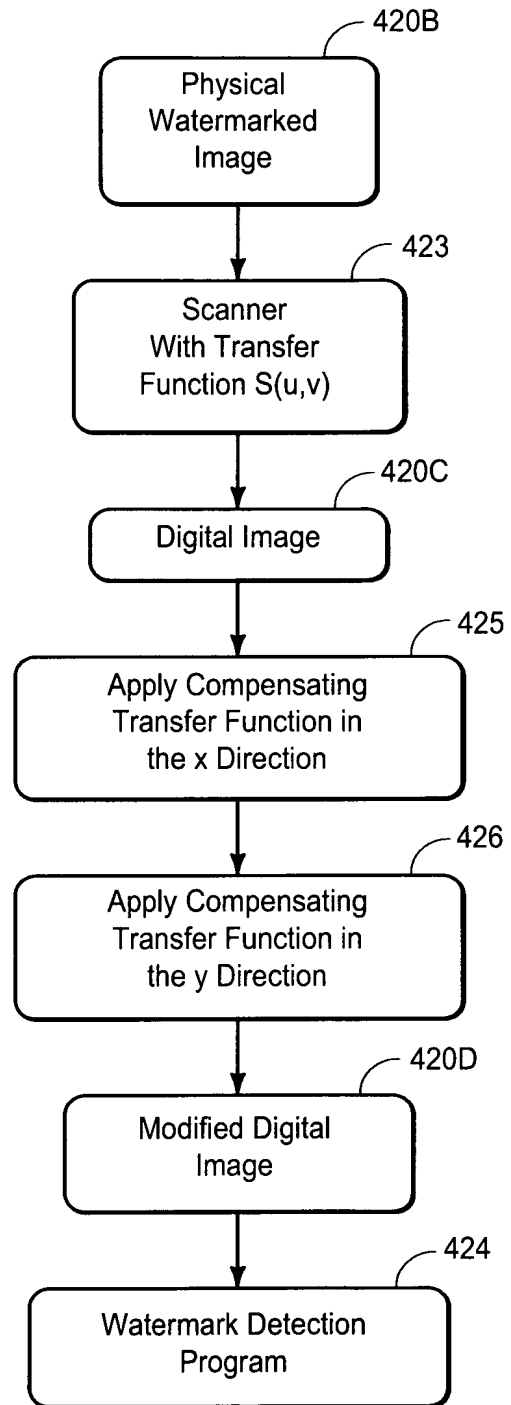 420B
Physical
Watermarked
Image
423
Scanner
With Transfer
Function S(u,v)
420C
Digital Image
425
Apply Compensating
Transfer Function in
the x Direction
426
Apply Compensating
Transfer Function in
the y Direction
420D
Modified Digital
Image
424
Watermark Detection
Program